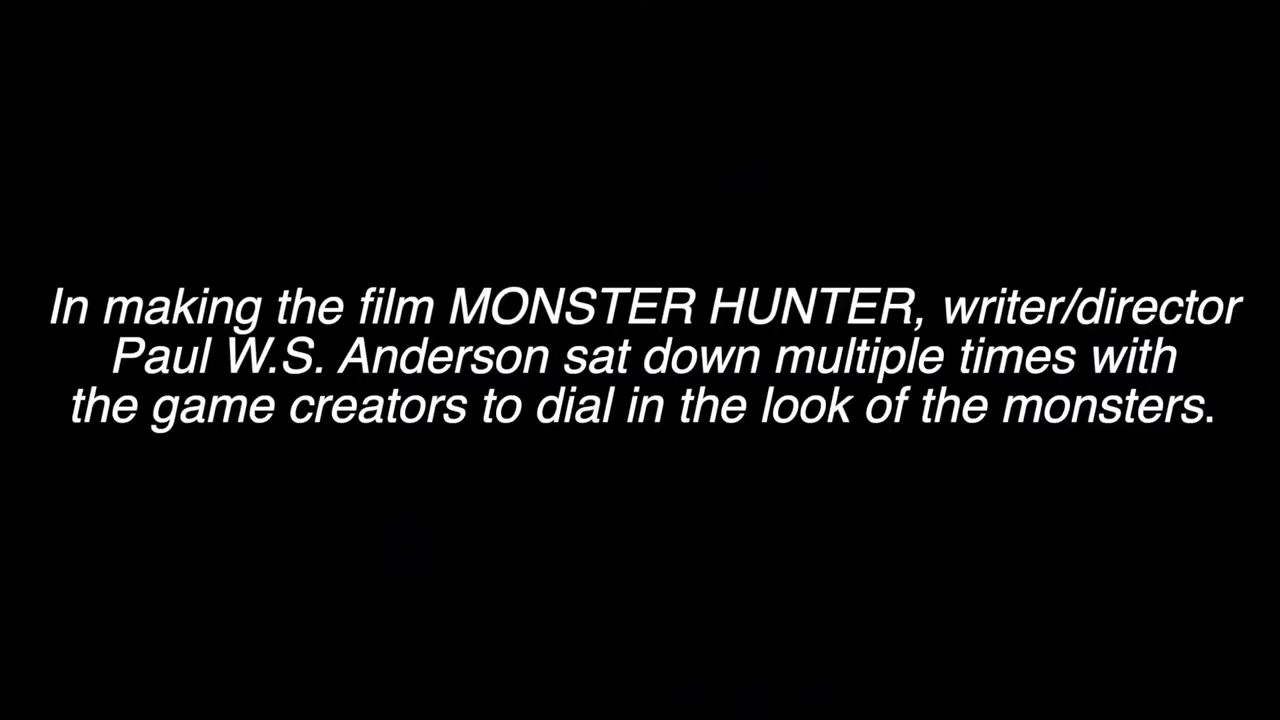 In making the film MONSTER HUNTER, writer/director
Paul W.S. Anderson sat down multiple times with
the game creators to dial in the look of the monsters.